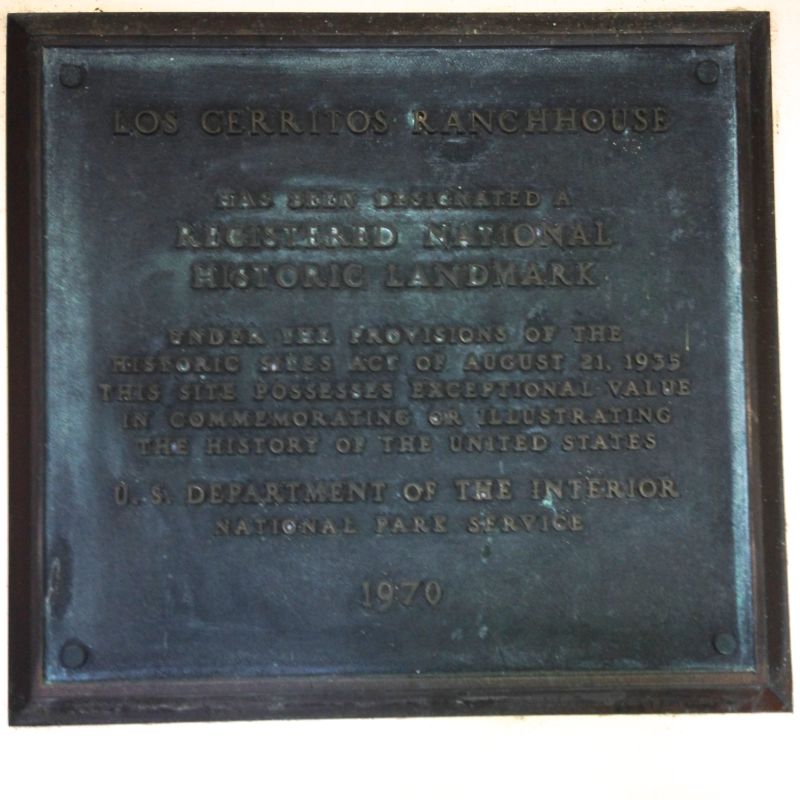 LOS CERRITOS RANCHHOUSE
HAS BEEN DESIGNATED A
REGISTERED NATIONAL
HISTORIC LANDMARK
UNDER THE PROVISIONS OF THE
HISTORIC SITES ACT OF AUGUST 21, 1935
THIS SITE POSSESSES EXCEPTIONAL VALUE
IN COMMEMORATING OR ILLUSTRATING
THE HISTORY OF THE UNITED STATES
U. S. DEPARTMENT OF THE INTERIOR
NATIONAL PARK SERVICE
1970